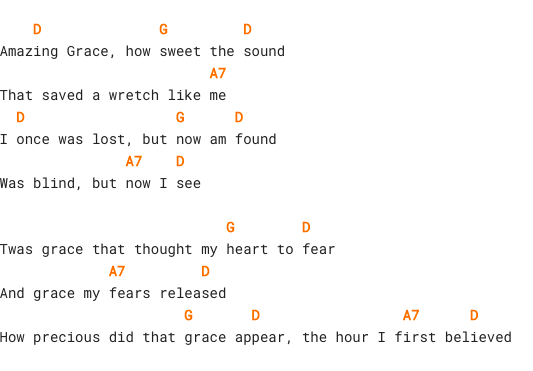 D G D
Amazing Grace, how sweet the sound
A7
That saved a wretch like me
D G D
I once was lost, but now am found
A7 D
Was blind, but now I see
G D
Twas grace that thought my heart to fear
A7 D
And grace my fears released
G D A7 D
How precious did that grace appear, the hour I first believed